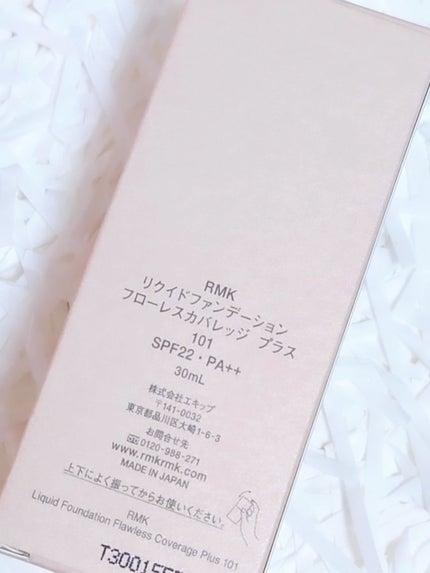 RMK
リクイドファンデーション
フローレスカバレッジ プラス
101
SPF22・PA++
30mL
株式会社エキップ
〒141-0032
東京都品川区大崎1-6-3
お問合せ先
0120-988-271
www.rmkrmk.com
MADE IN JAPAN
上下によく振ってからお使いください。
RMK
Liquid Foundation Flawless Coverage Plus 101